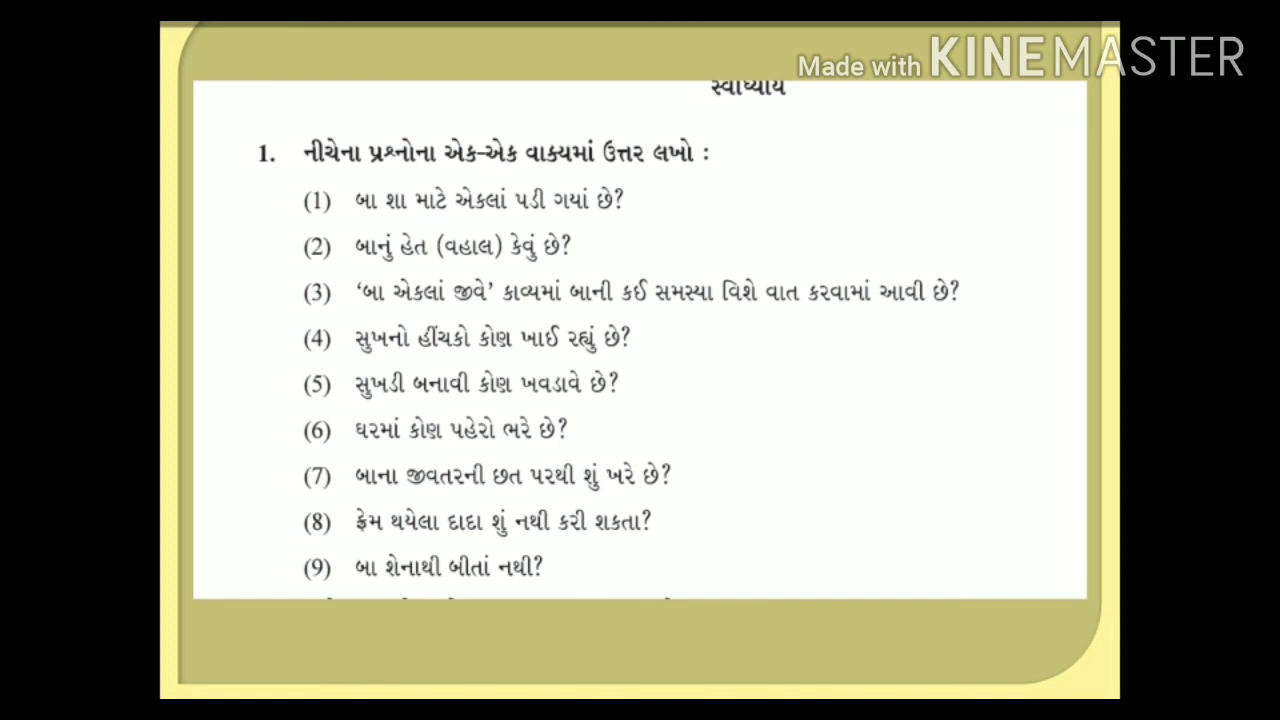 Made with KINEMASTER
સ્વાધ્યાય
1. નીચેના પ્રશ્નોના એક-એક વાક્યમાં ઉત્તર લખો :
(1) બા શા માટે એકલાં પડી ગયાં છે?
(2) બાનું હેત (વહાલ) કેવું છે?
(3) ‘બા એકલાં જીવે’ કાવ્યમાં બાની કઈ સમસ્યા વિશે વાત કરવામાં આવી છે?
(4) સુખનો હીંચકો કોણ ખાઈ રહ્યું છે?
(5) સુખડી બનાવી કોણ ખવડાવે છે?
(6) ઘરમાં કોણ પહેરો ભરે છે?
(7) બાના જીવતરની છત પરથી શું ખરે છે?
(8) ફ્રેમ થયેલા દાદા શું નથી કરી શકતા?
(9) બા શેનાથી બીતાં નથી?